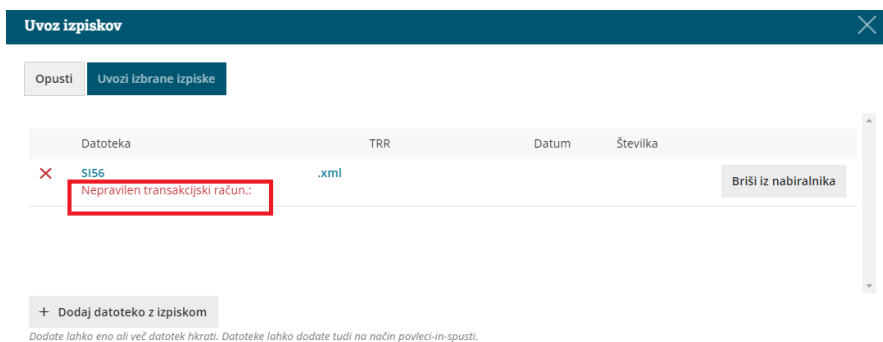 Uvoz izpiskov
Opusti Uvozi izbrane izpiske
Datoteka TRR Datum Številka
SI56 .xml
Nepravilen transakcijski račun.:
Briši iz nabiralnika
+ Dodaj datoteko z izpiskom
Dodate lahko eno ali več datotek hkrati. Datoteke lahko dodate tudi na način povleci-in-spusti.